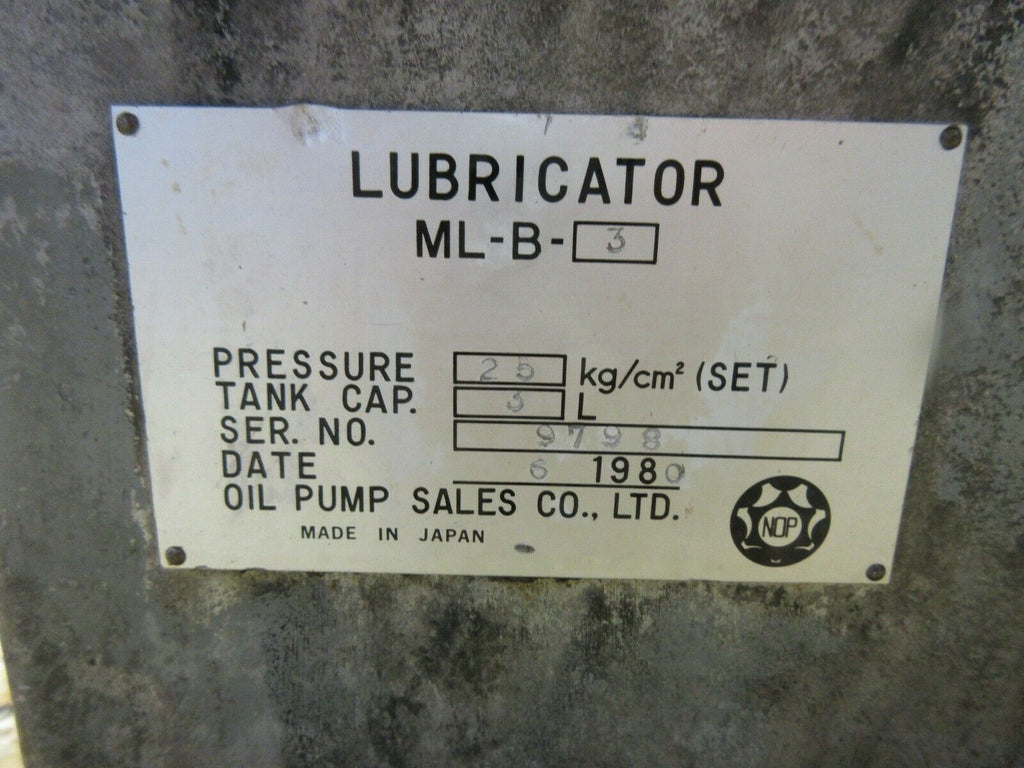 LUBRICATOR
ML-B-3
PRESSURE 25 kg/cm² (SET)
TANK CAP. 3 L
SER. NO. 9798
DATE 6 1980
OIL PUMP SALES CO., LTD.
MADE IN JAPAN
NOP